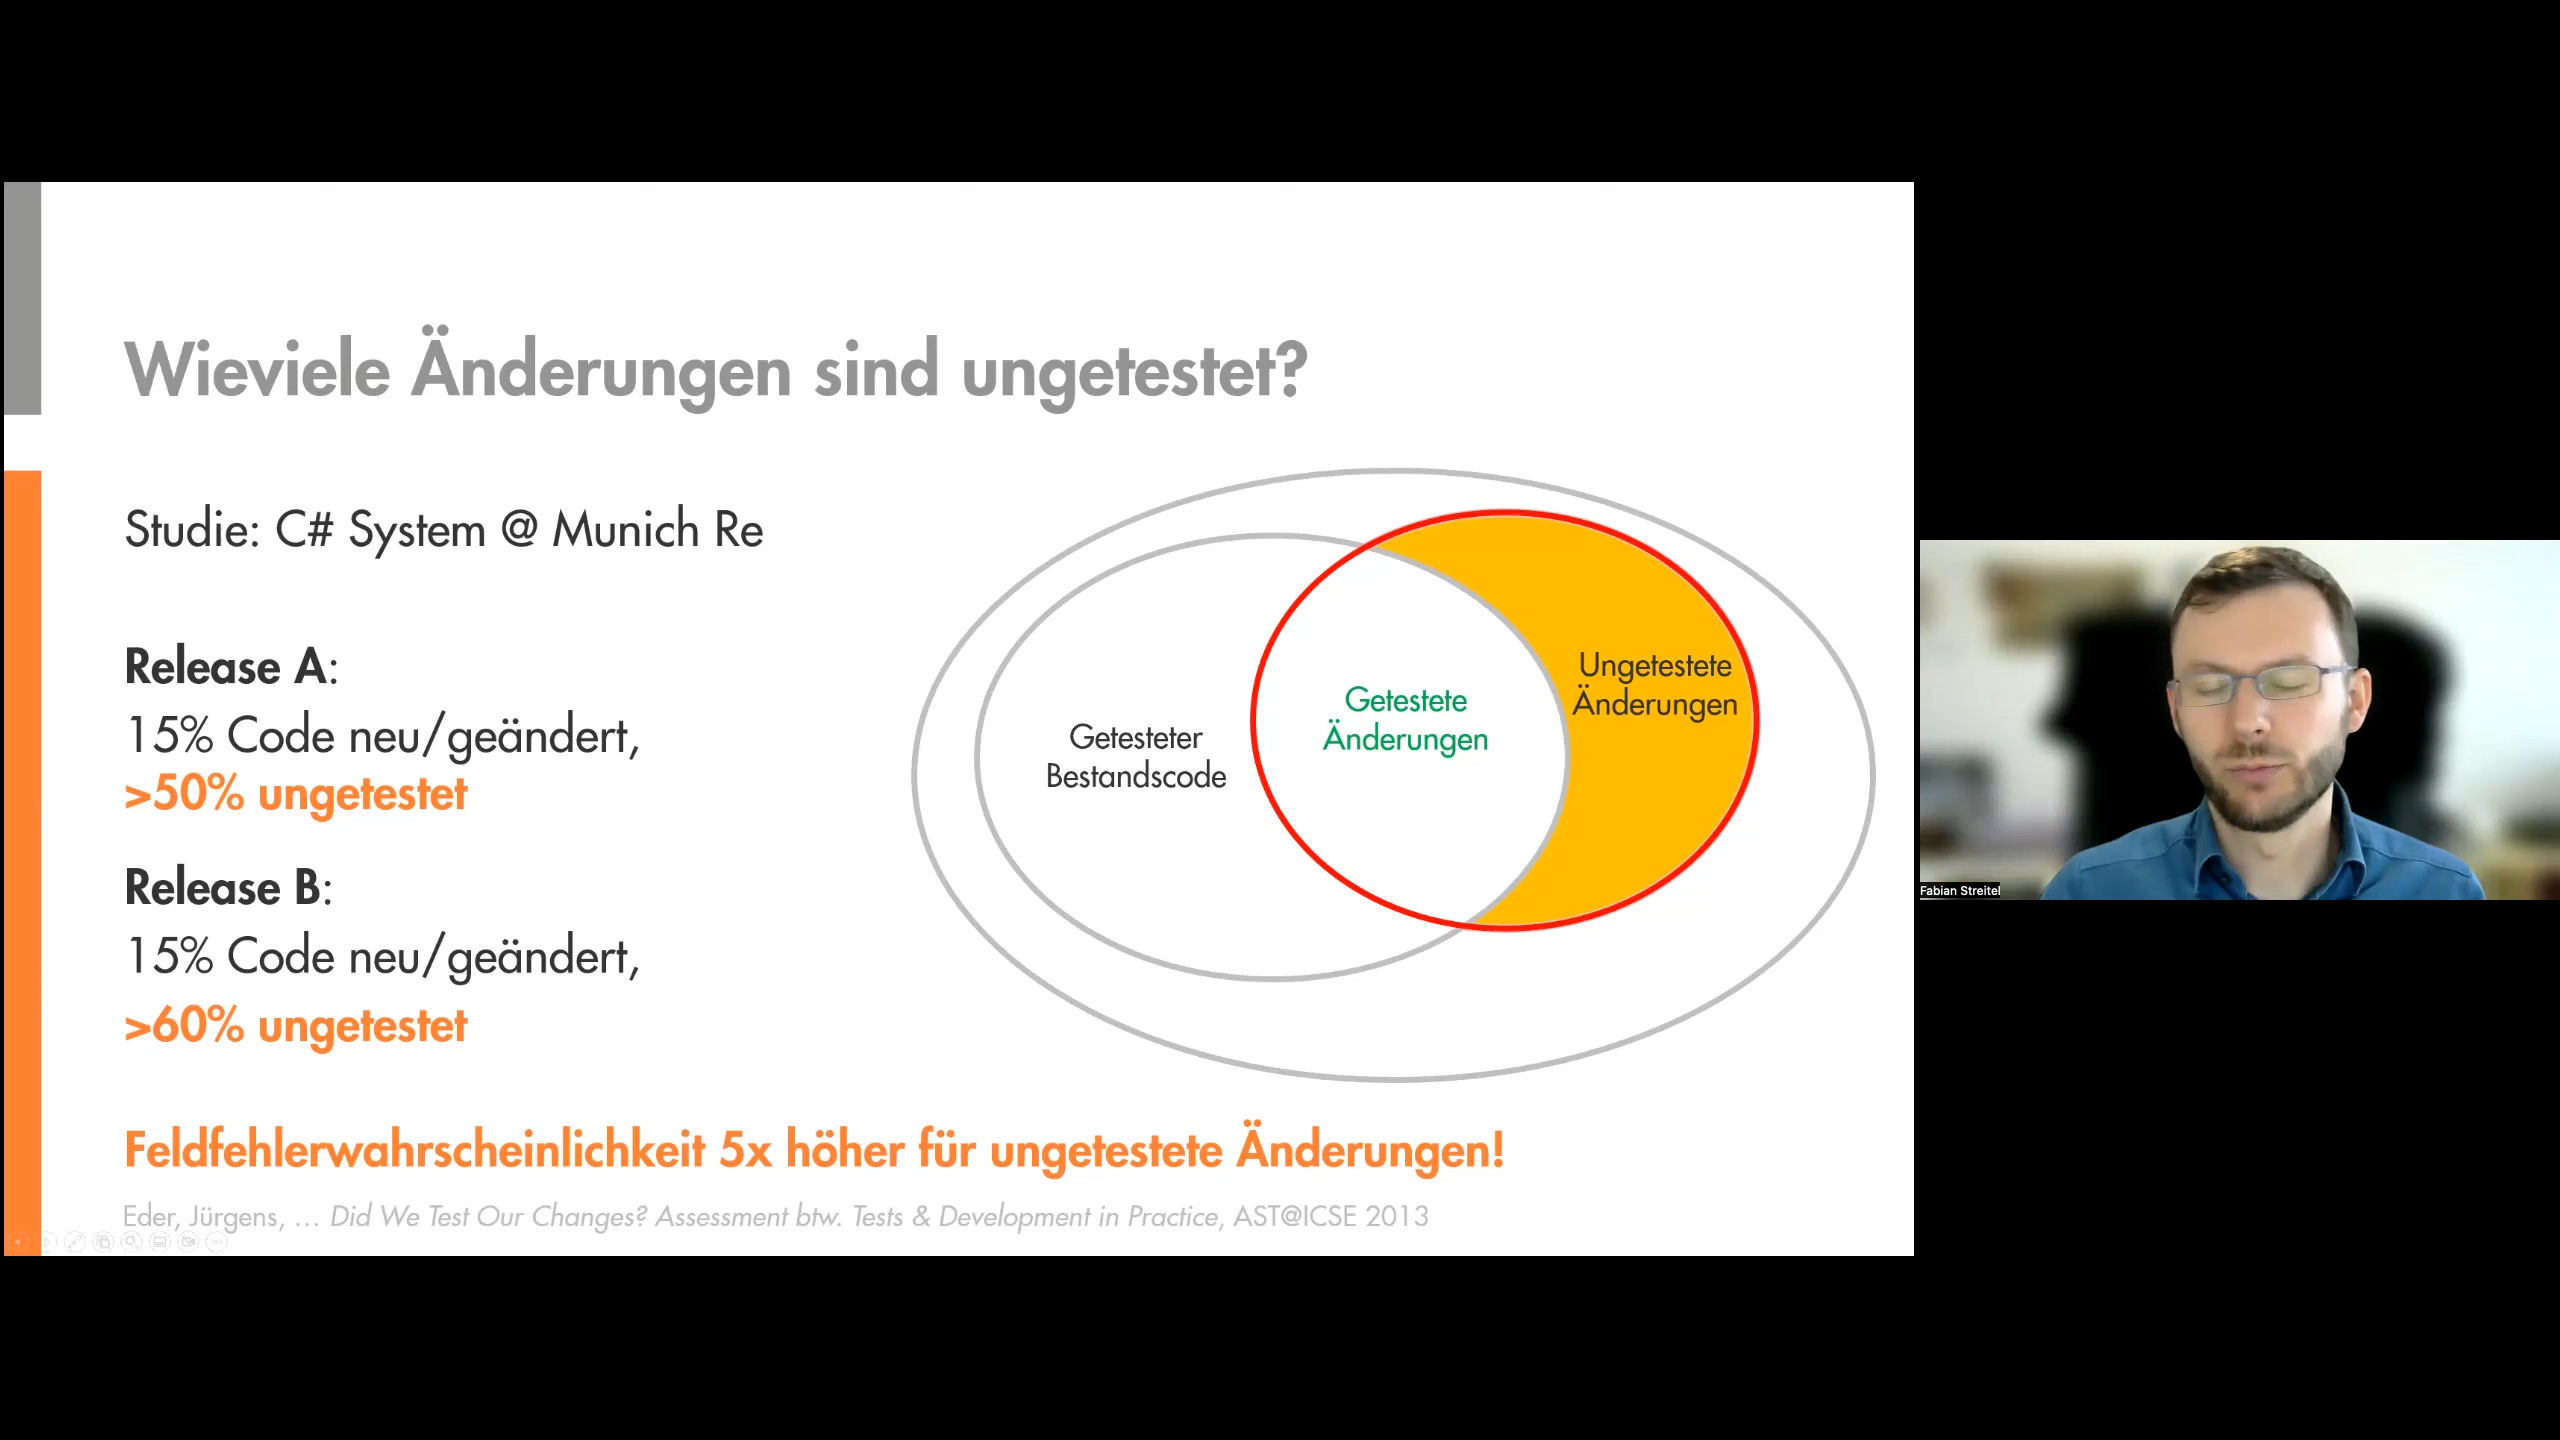 Wieviele Änderungen sind ungetestet?
Studie: C# System @ Munich Re
Release A:
15% Code neu/geändert,
>50% ungetestet
Release B:
15% Code neu/geändert,
>60% ungetestet
Getesteter
Bestandscode
Getestete
Änderungen
Ungetestete
Änderungen
Feldfehlerwahrscheinlichkeit 5x höher für ungetestete Änderungen!
Eder, Jürgens, … Did We Test Our Changes? Assessment btw. Tests & Development in Practice, AST@ICSE 2013
Fabian Streitel